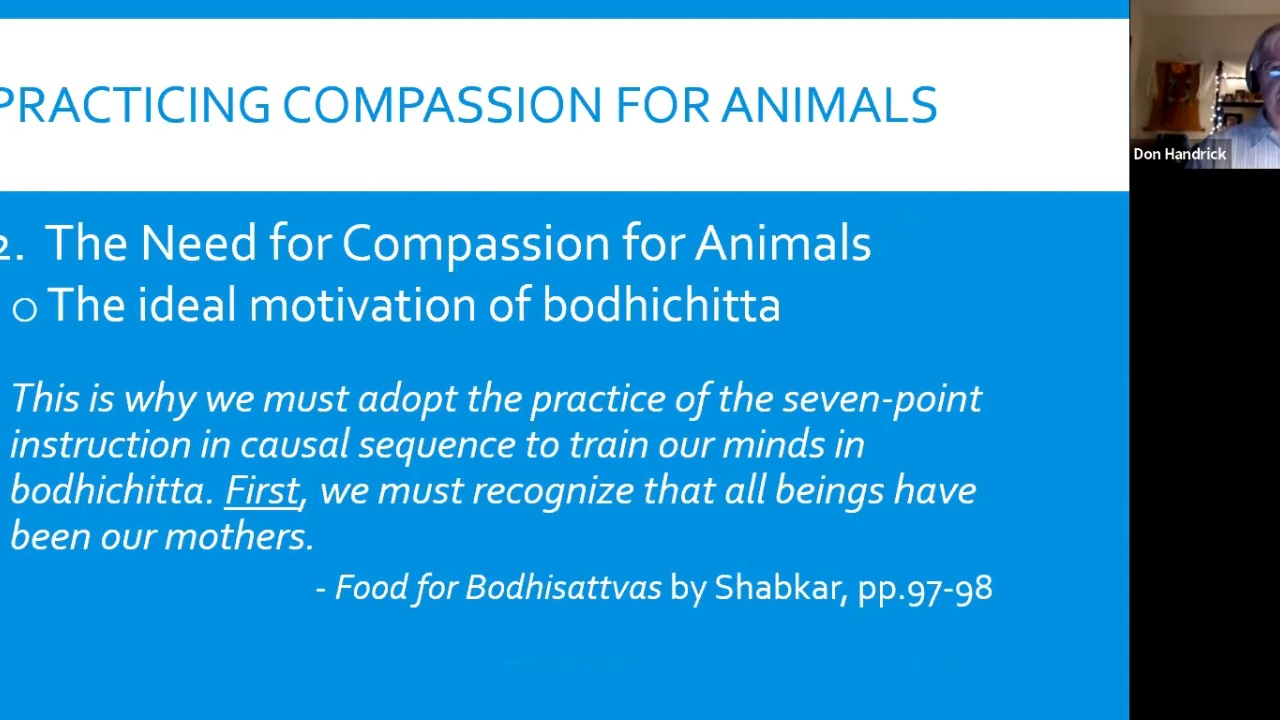 PRACTICING COMPASSION FOR ANIMALS
Don Handrick
2. The Need for Compassion for Animals
o The ideal motivation of bodhichitta
This is why we must adopt the practice of the seven-point
instruction in causal sequence to train our minds in
bodhichitta. First, we must recognize that all beings have
been our mothers.
- Food for Bodhisattvas by Shabkar, pp.97-98